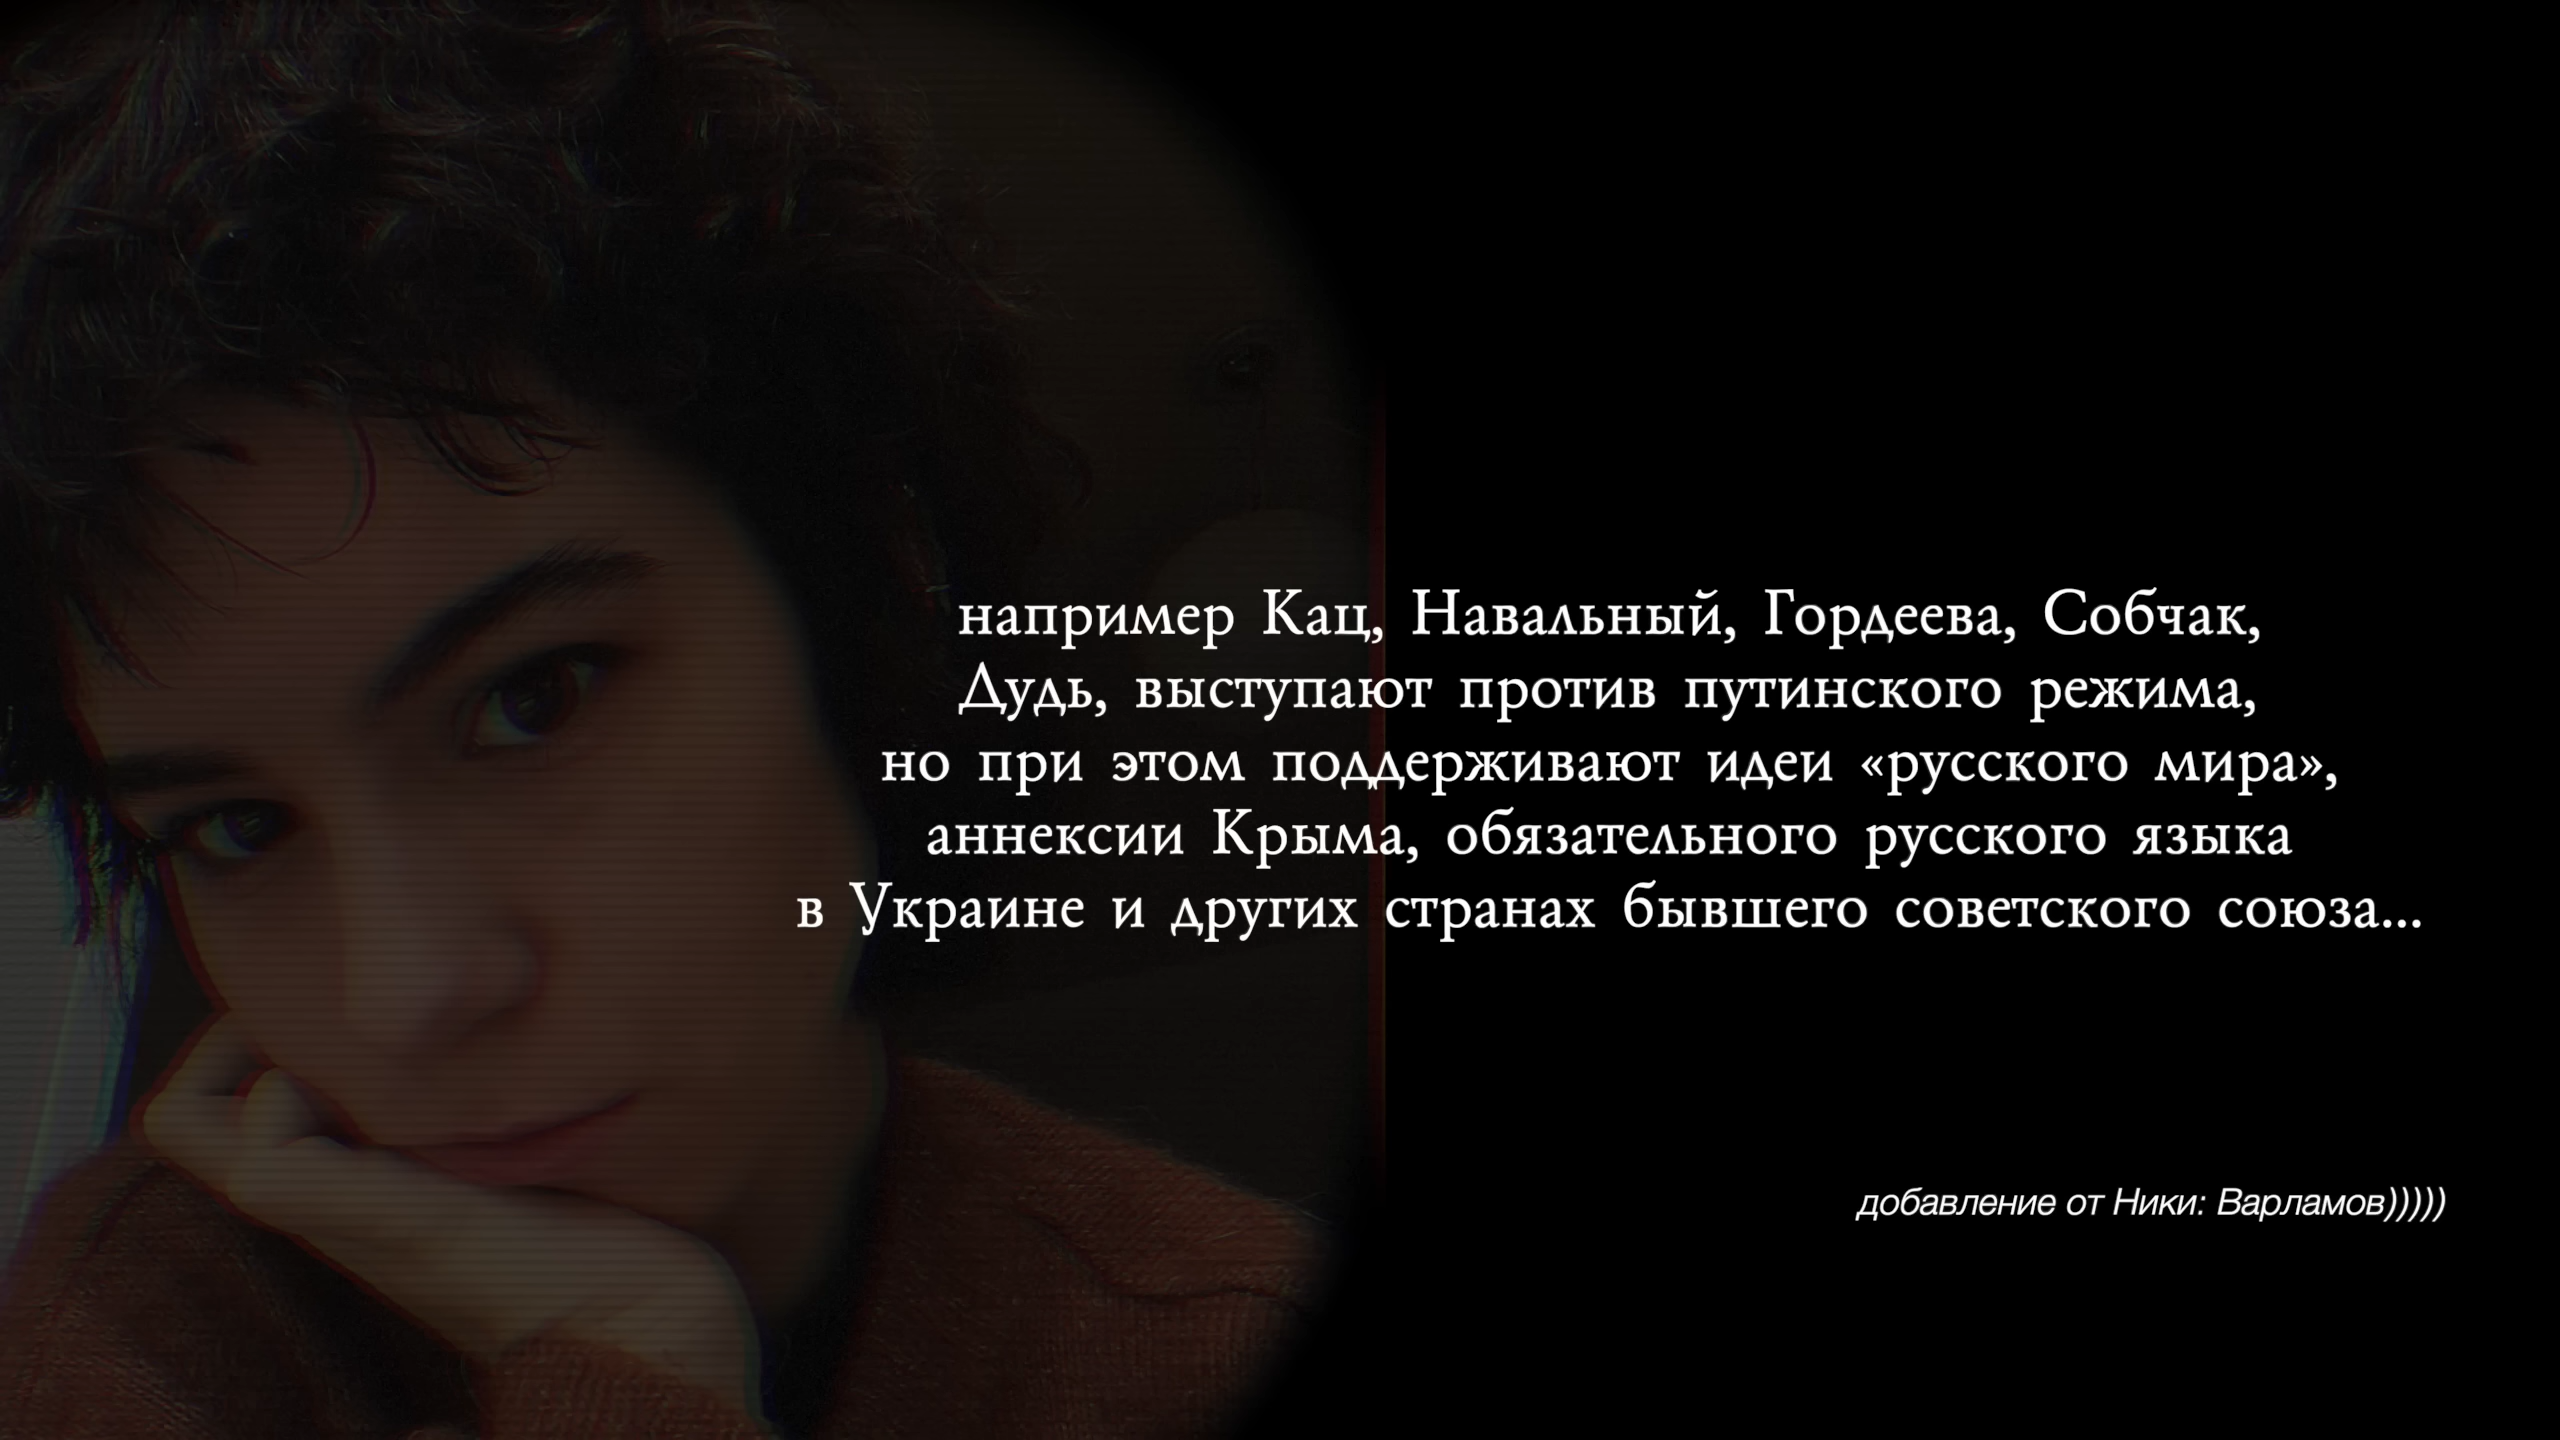 например Кац, Навальный, Гордеева, Собчак,
Дудь, выступают против путинского режима,
но при этом поддерживают идеи «русского мира»,
аннексии Крыма, обязательного русского языка
в Украине и других странах бывшего советского союза...
добавление от Ники: Варламов)))))